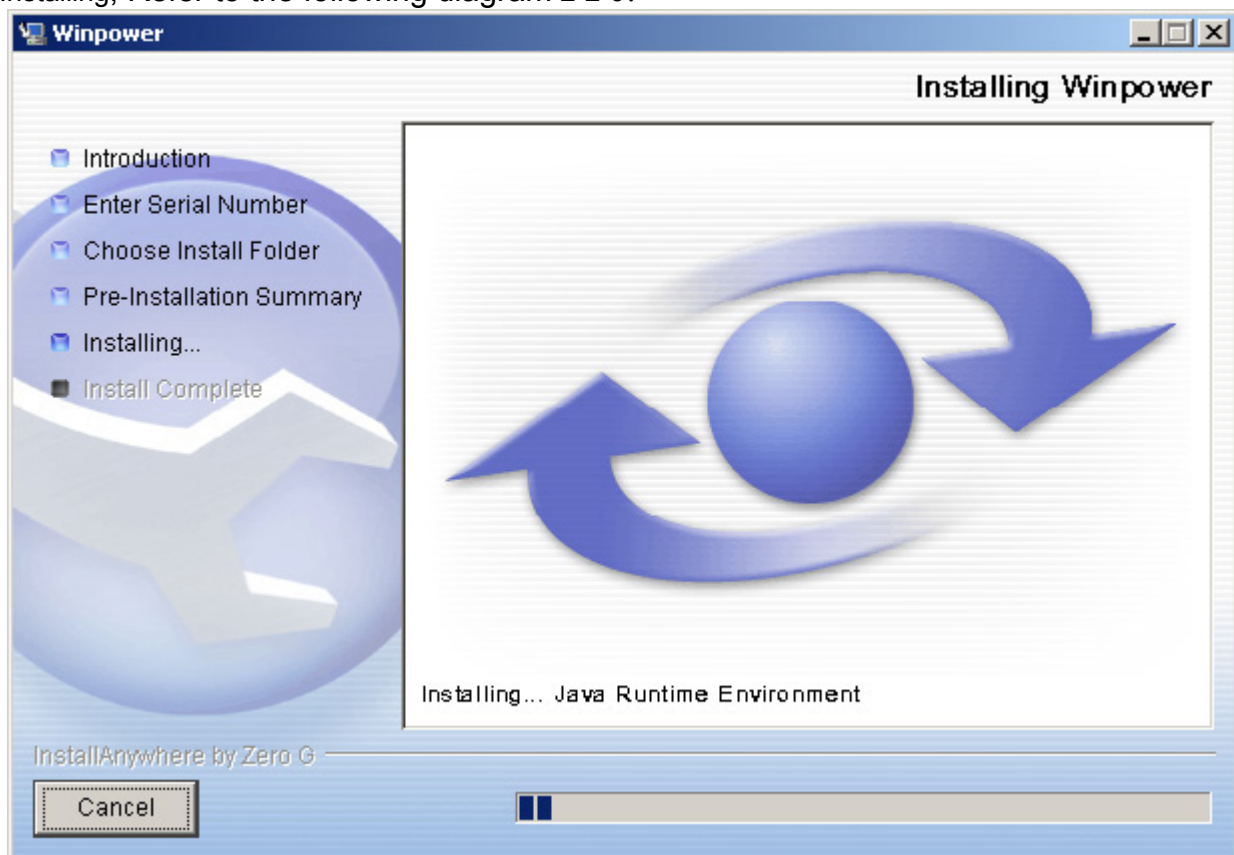 installing, Refer to the following diagram 2-2-6:
Winpower
Installing Winpower
Introduction
Enter Serial Number
Choose Install Folder
Pre-Installation Summary
Installing...
Install Complete
Installing... Java Runtime Environment
InstallAnywhere by Zero G
Cancel